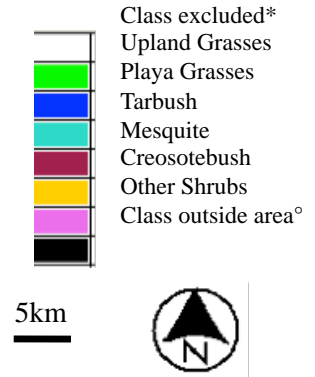 Class excluded*
Upland Grasses
Playa Grasses
Tarbush
Mesquite
Creosotebush
Other Shrubs
Class outside area°
5km
N